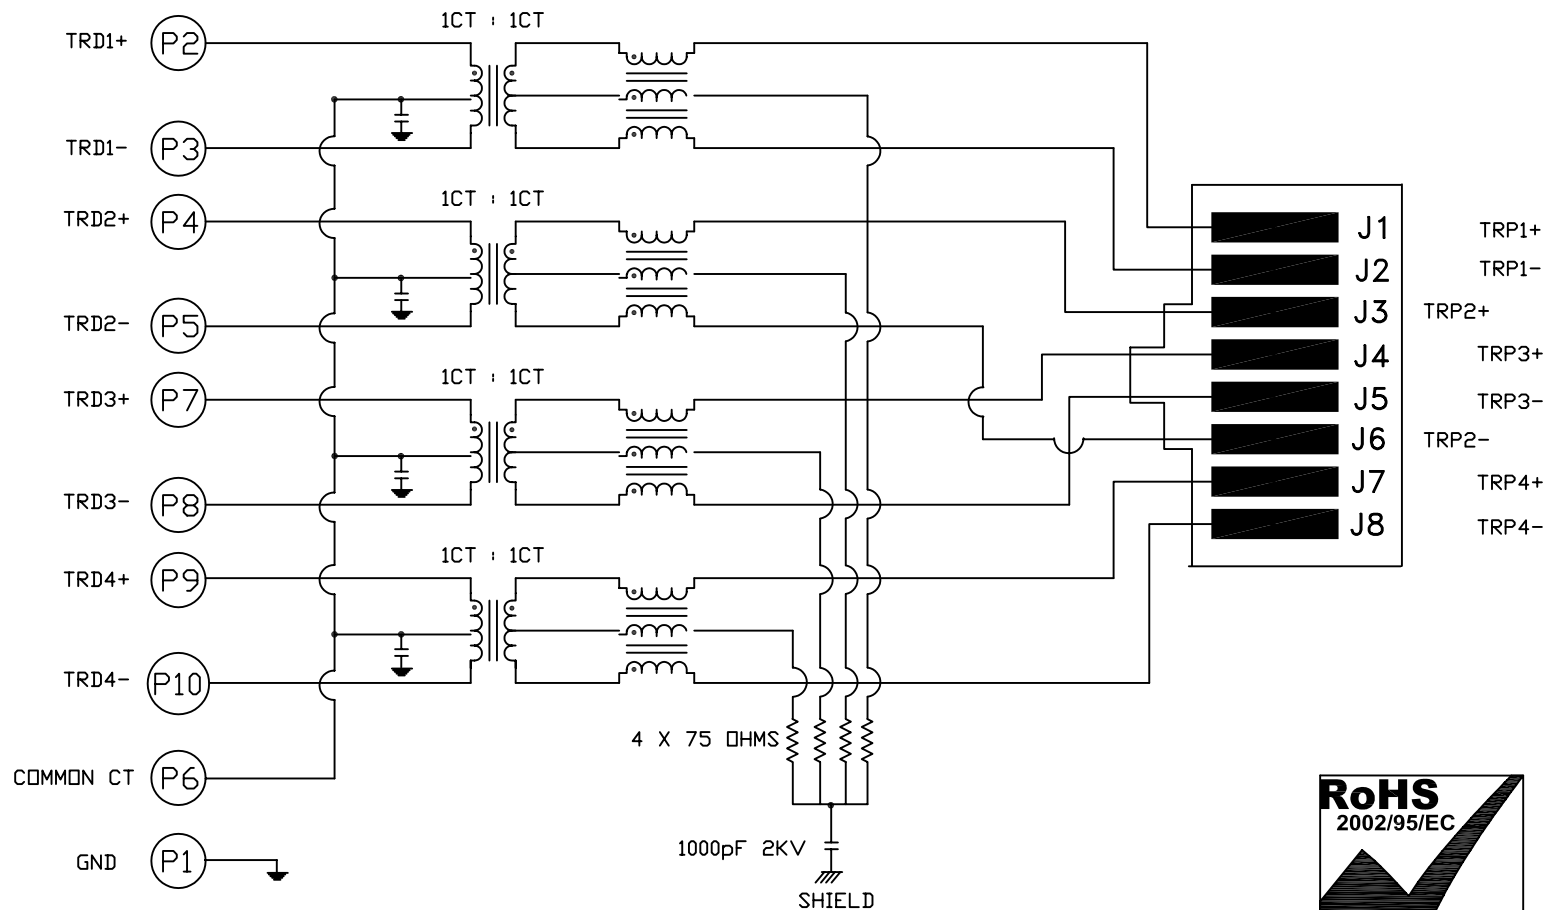 1CT : 1CT
TRD1+ P2
TRD1- P3
1CT : 1CT
TRD2+ P4
TRD2- P5
1CT : 1CT
TRD3+ P7
TRD3- P8
1CT : 1CT
TRD4+ P9
TRD4- P10
COMMON CT P6
GND P1
4 X 75 OHMS
1000pF 2KV
SHIELD
J1 TRP1+
J2 TRP1-
J3 TRP2+
J4 TRP3+
J5 TRP3-
J6 TRP2-
J7 TRP4+
J8 TRP4-
RoHS
2002/95/EC